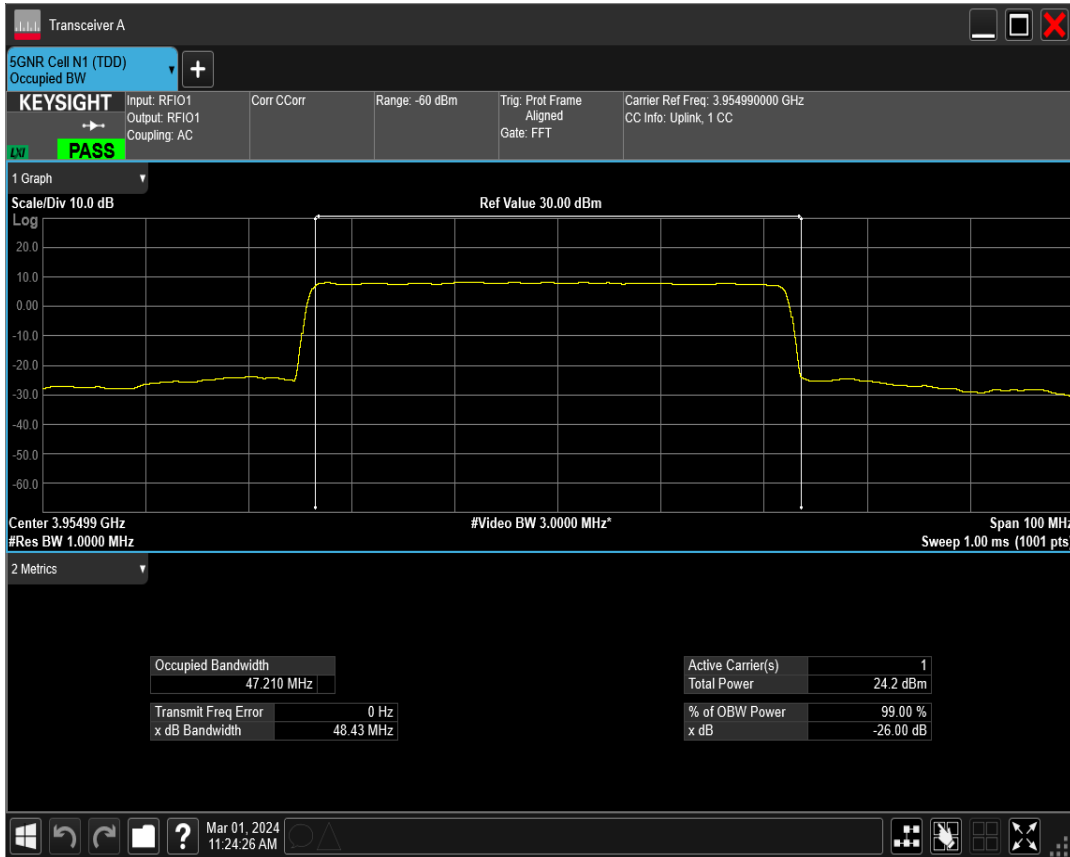 Transceiver A
5GNR Cell N1 (TDD)
Occupied BW
+
KEYSIGHT
LXI
PASS
Input: RFIO1
Output: RFIO1
Coupling: AC
Corr CCorr
Range: -60 dBm
Trig: Prot Frame
Aligned
Gate: FFT
Carrier Ref Freq: 3.954990000 GHz
CC Info: Uplink, 1 CC
1 Graph
Scale/Div 10.0 dB
Ref Value 30.00 dBm
Log
20.0
10.0
0.00
-10.0
-20.0
-30.0
-40.0
-50.0
-60.0
Center 3.95499 GHz
#Video BW 3.0000 MHz*
Span 100 MHz
#Res BW 1.0000 MHz
Sweep 1.00 ms (1001 pts)
2 Metrics
Occupied Bandwidth
47.210 MHz
Transmit Freq Error 0 Hz
x dB Bandwidth 48.43 MHz
Active Carrier(s) 1
Total Power 24.2 dBm
% of OBW Power 99.00 %
x dB -26.00 dB
?
Mar 01, 2024
11:24:26 AM